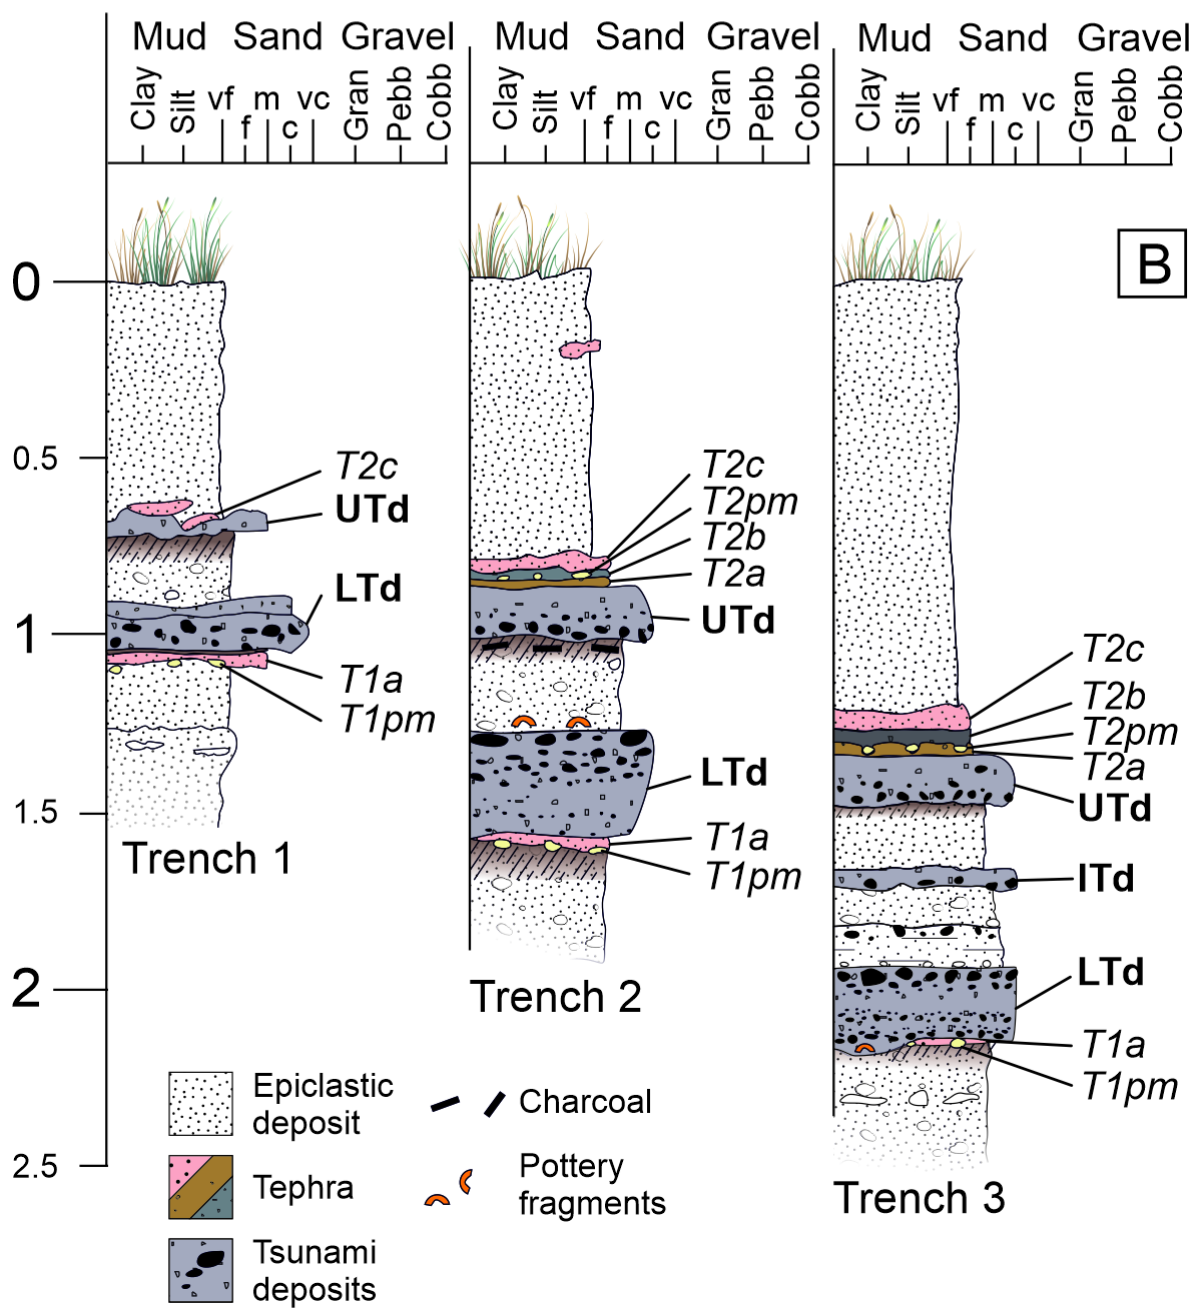 Mud Sand Gravel
Clay Silt vf f m c vc Gran Pebb Cobb
Mud Sand Gravel
Clay Silt vf f m c vc Gran Pebb Cobb
Mud Sand Gravel
Clay Silt vf f m c vc Gran Pebb Cobb
B
0
0.5
1
1.5
2
2.5
T2c
UTd
LTd
T1a
T1pm
Trench 1
T2c
T2pm
T2b
T2a
UTd
LTd
T1a
T1pm
Trench 2
T2c
T2b
T2pm
T2a
UTd
ITd
LTd
T1a
T1pm
Trench 3
Epiclastic
deposit
Tephra
Tsunami
deposits
Charcoal
Pottery
fragments